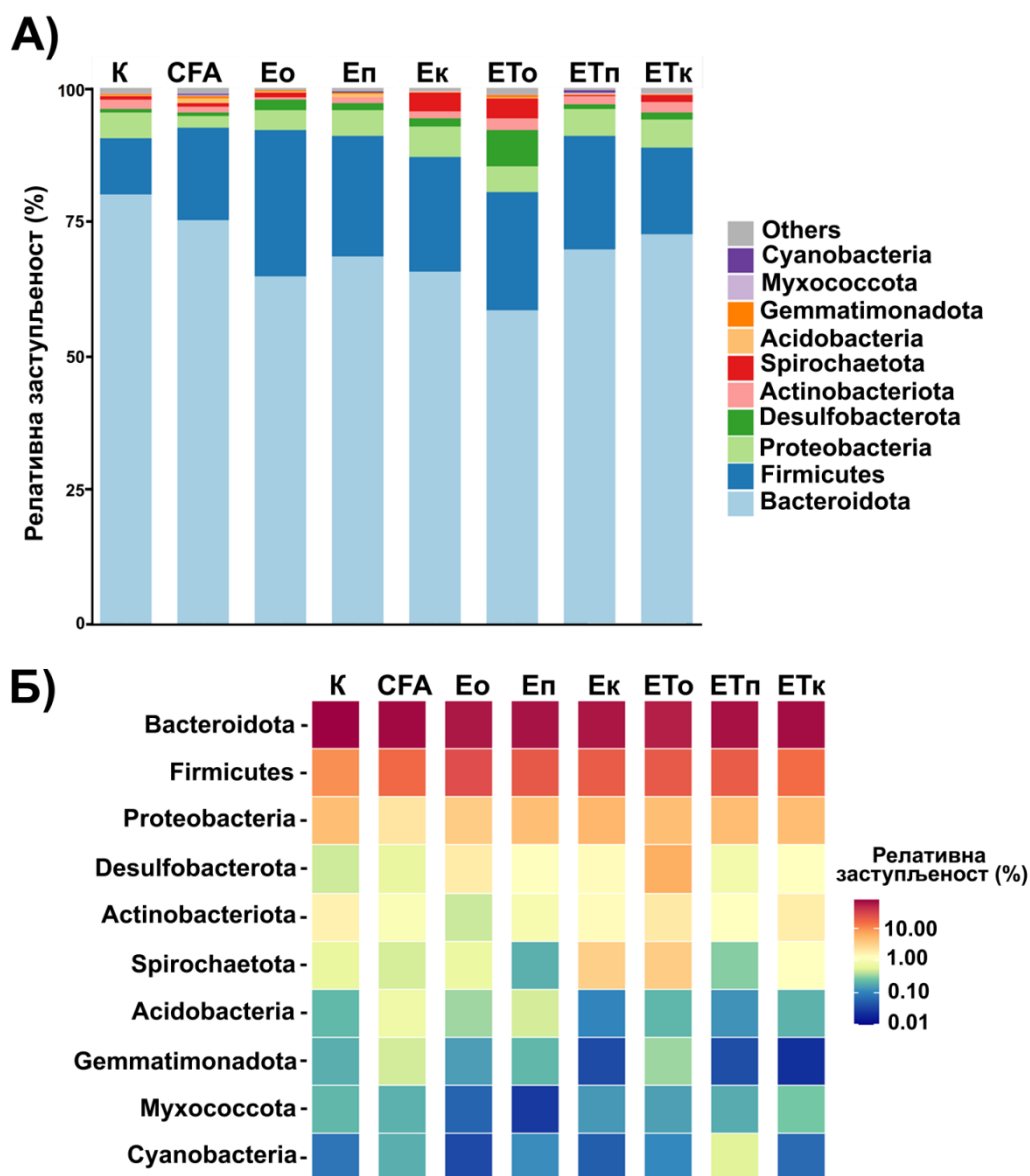 А)
К CFA Ео Еп Ек ЕТо ЕТп ЕТк
100
75
50
25
0
Релативна заступљеност (%)
Others
Cyanobacteria
Myxococcota
Gemmatimonadota
Acidobacteria
Spirochaetota
Actinobacteriota
Desulfobacterota
Proteobacteria
Firmicutes
Bacteroidota
Б)
К CFA Ео Еп Ек ЕТо ЕТп ЕТк
Bacteroidota
Firmicutes
Proteobacteria
Desulfobacterota
Actinobacteriota
Spirochaetota
Acidobacteria
Gemmatimonadota
Myxococcota
Cyanobacteria
Релативна
заступљеност (%)
10.00
1.00
0.10
0.01